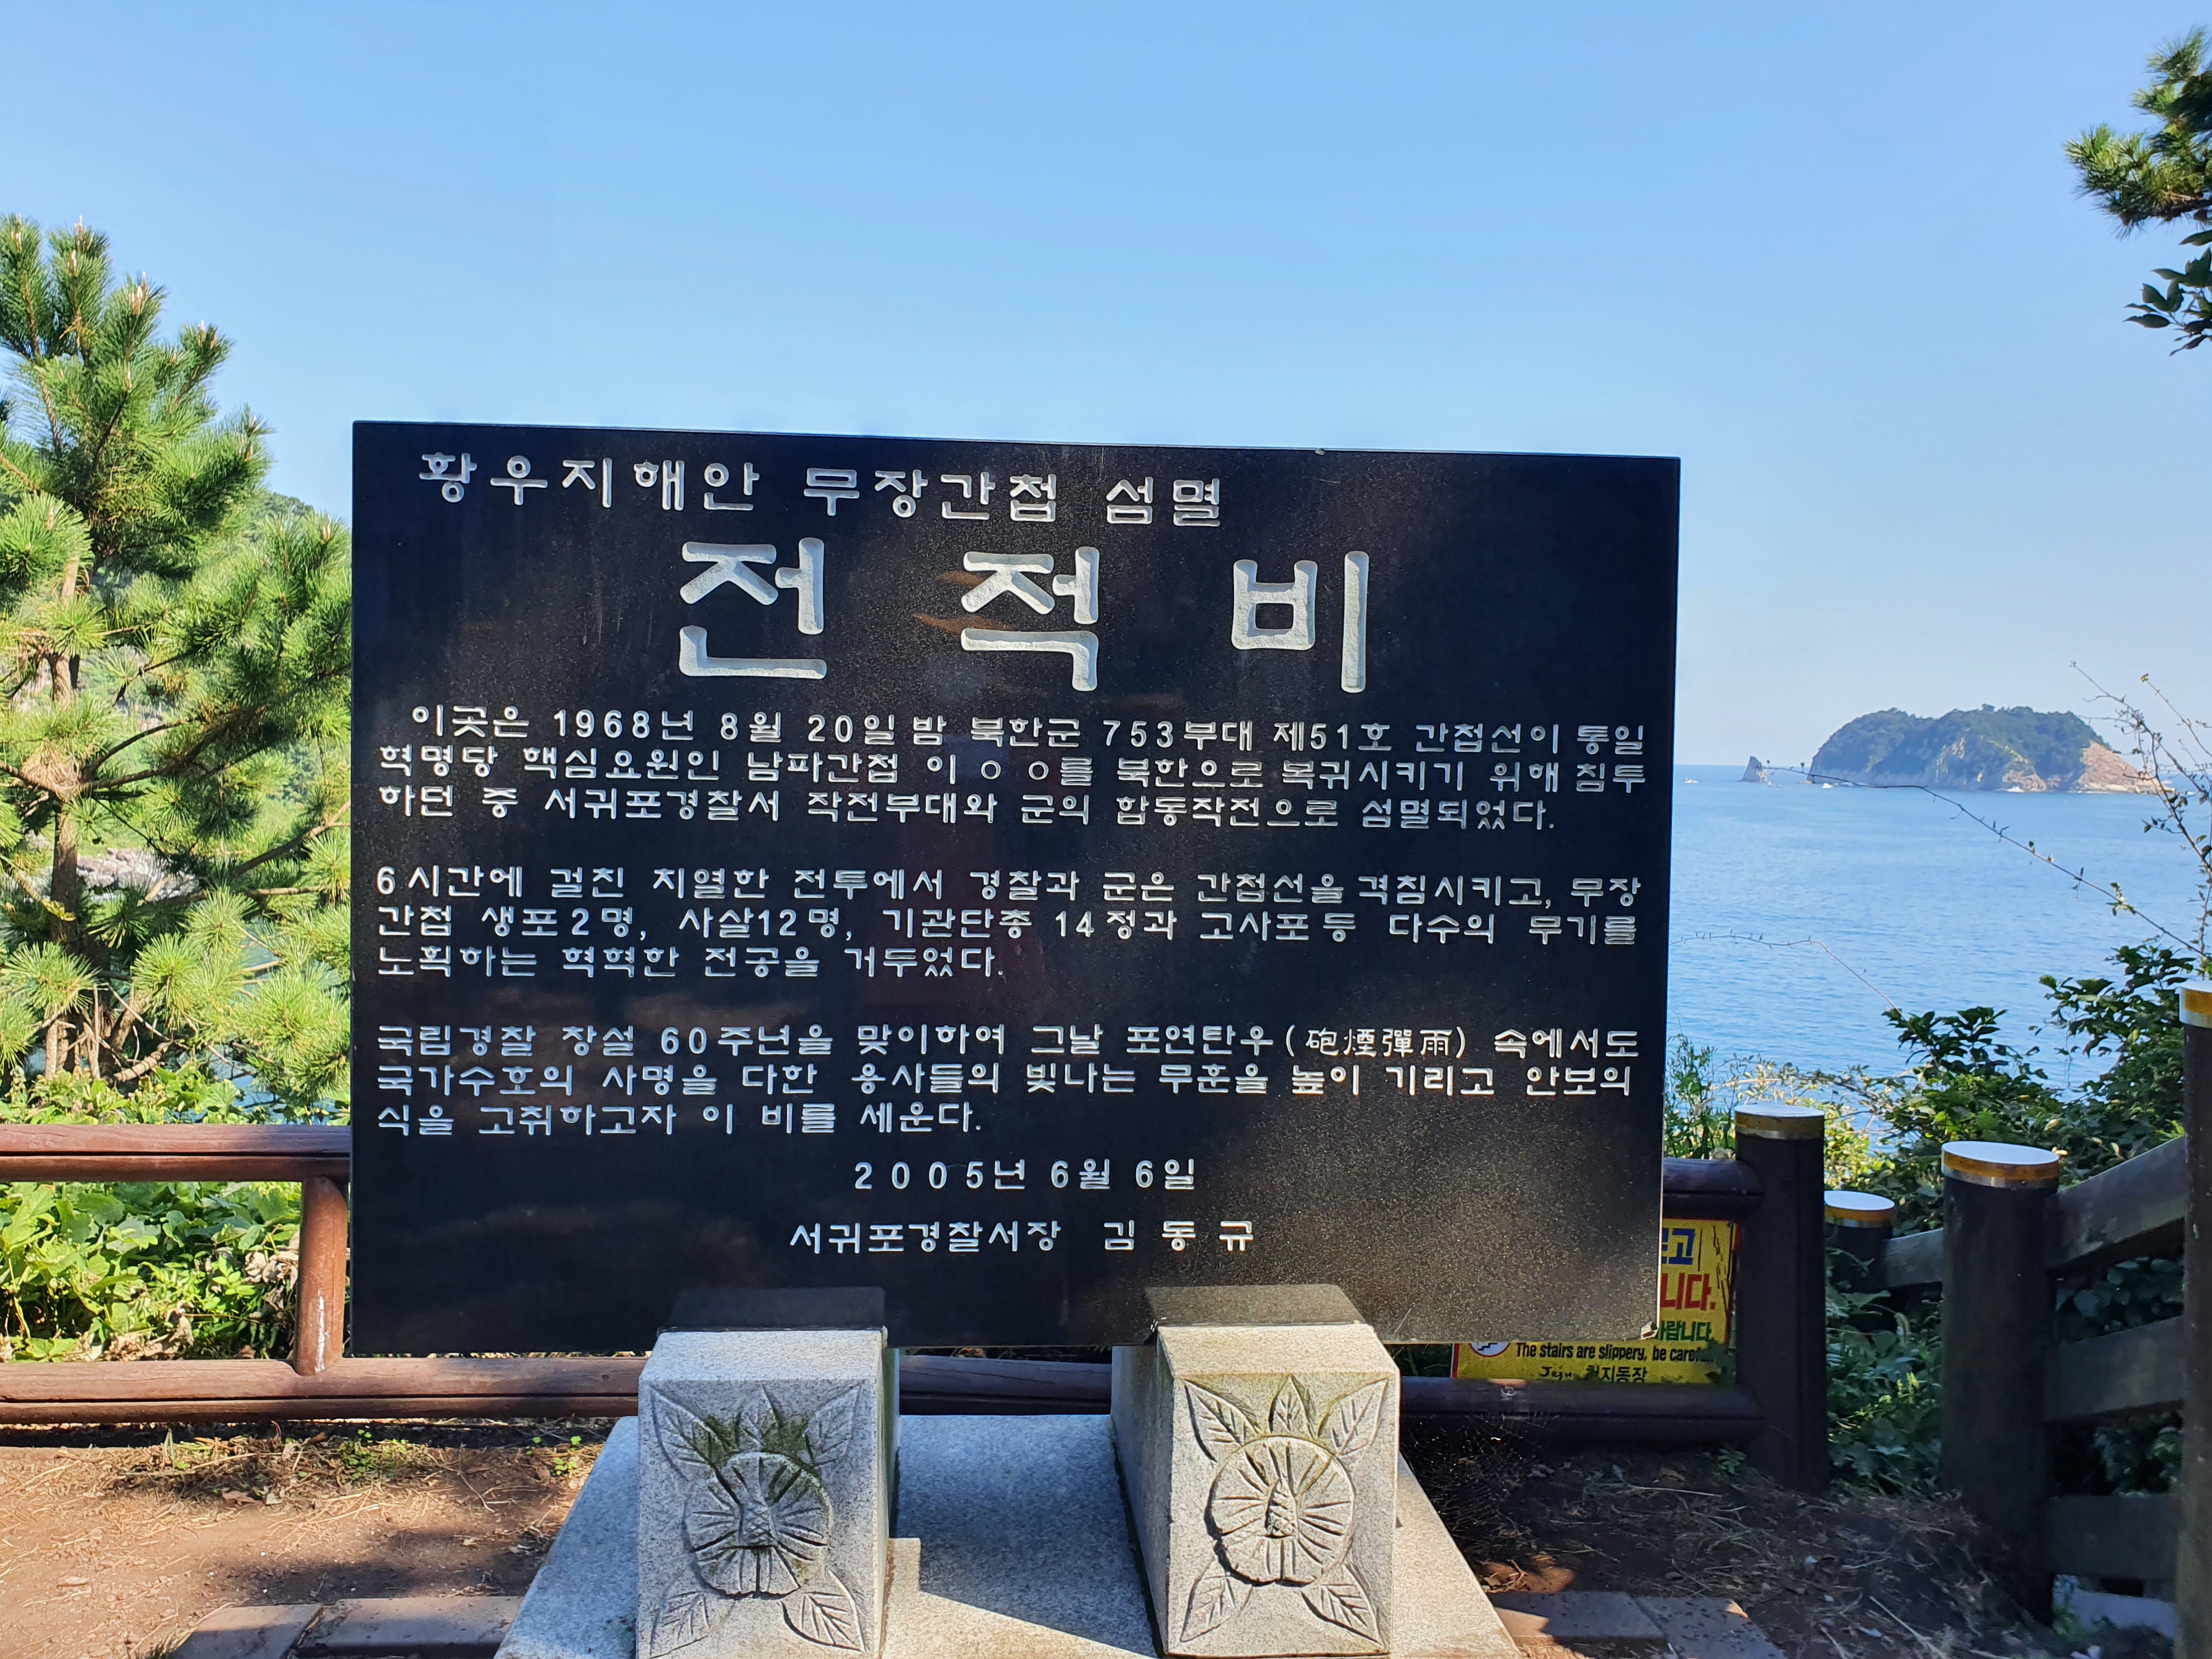 황우지해안 무장간첩 섬멸
전적비
이곳은 1968년 8월 20일 밤 북한군 753부대 제51호 간첩선이 통일
혁명당 핵심요원인 남파간첩 이ㅇㅇ를 북한으로 복귀시키기 위해 침투
하던 중 서귀포경찰서 작전부대와 군의 합동작전으로 섬멸되었다.
6시간에 걸친 치열한 전투에서 경찰과 군은 간첩선을 격침시키고, 무장
간첩 생포2명, 사살12명, 기관단총 14정과 고사포등 다수의 무기를
노획하는 혁혁한 전공을 거두었다.
국립경찰 창설 60주년을 맞이하여 그날 포연탄우(砲煙彈雨) 속에서도
국가수호의 사명을 다한 용사들의 빛나는 무훈을 높이 기리고 안보의
식을 고취하고자 이 비를 세운다.
2005년 6월 6일
서귀포경찰서장 김동규
고
니다.
랍니다.
The stairs are slippery, be
Jeju